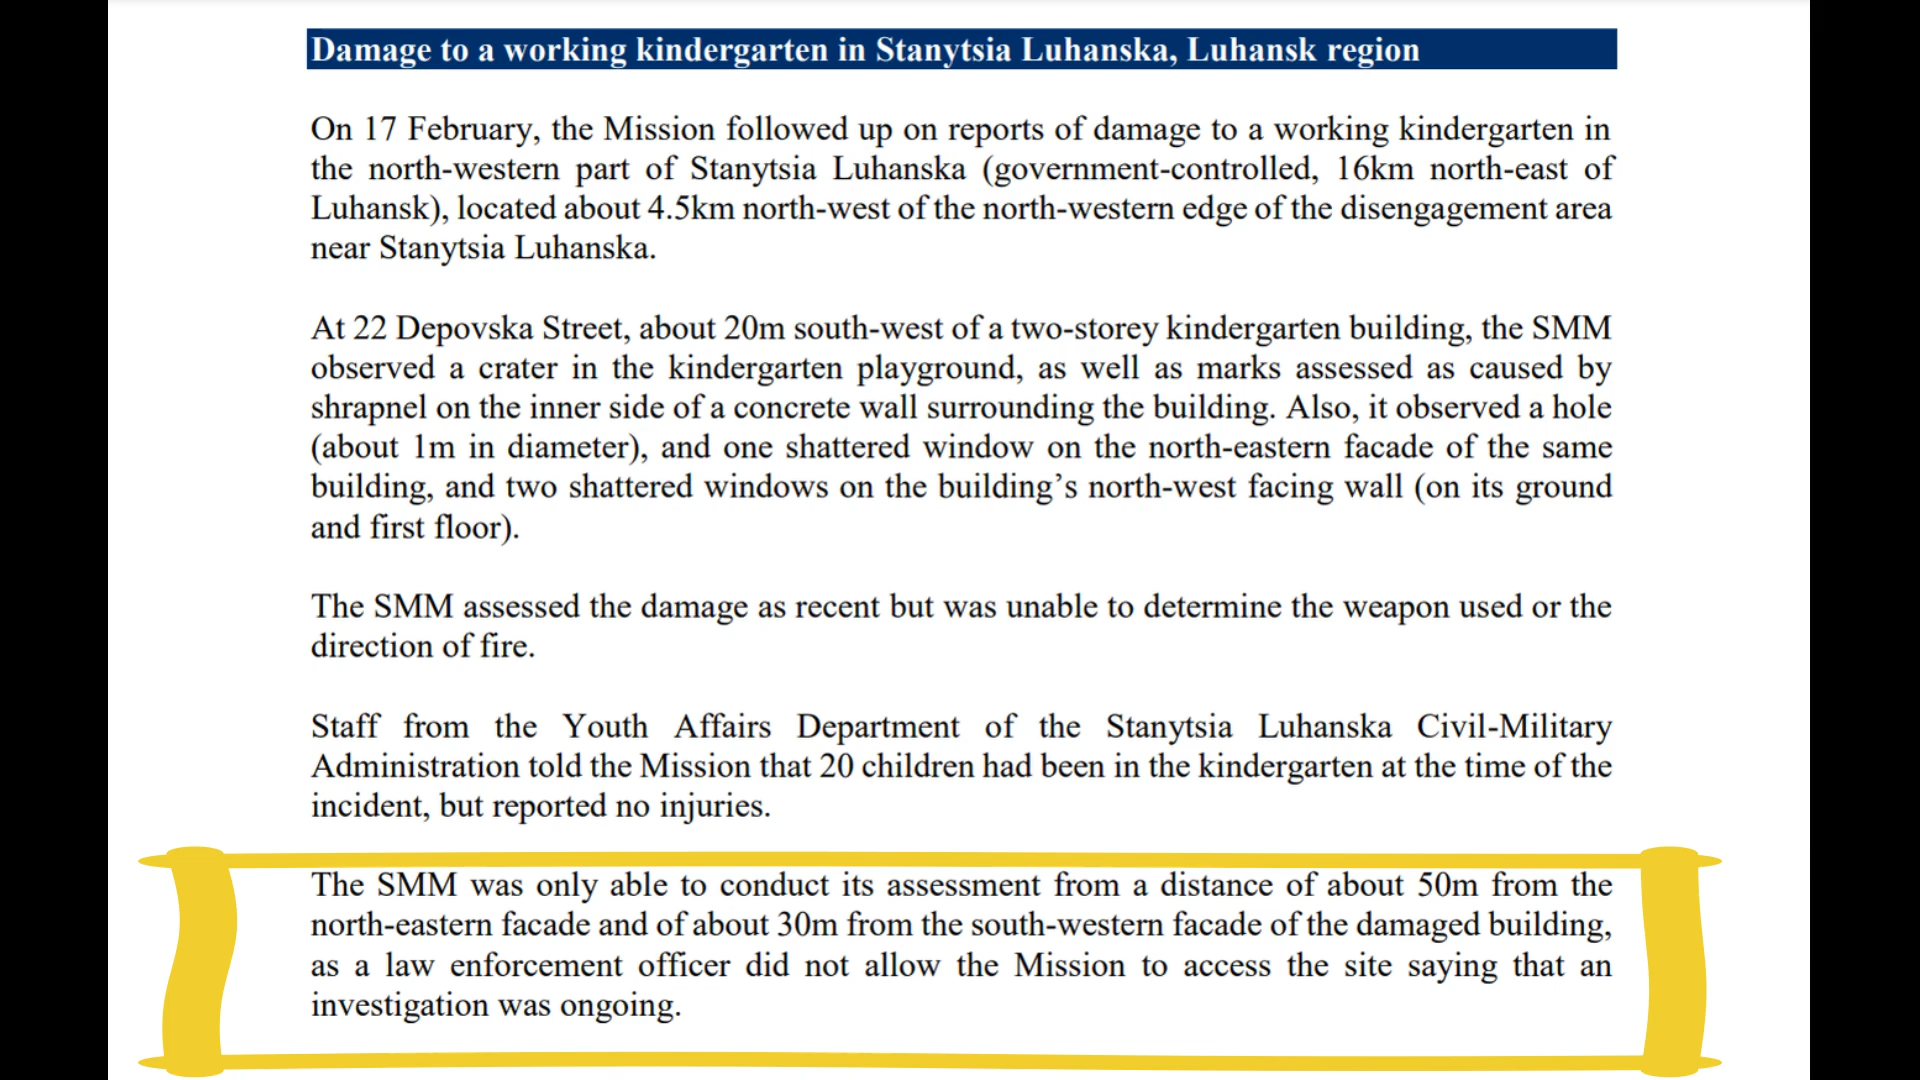 Damage to a working kindergarten in Stanytsia Luhanska, Luhansk region
On 17 February, the Mission followed up on reports of damage to a working kindergarten in
the north-western part of Stanytsia Luhanska (government-controlled, 16km north-east of
Luhansk), located about 4.5km north-west of the north-western edge of the disengagement area
near Stanytsia Luhanska.
At 22 Depovska Street, about 20m south-west of a two-storey kindergarten building, the SMM
observed a crater in the kindergarten playground, as well as marks assessed as caused by
shrapnel on the inner side of a concrete wall surrounding the building. Also, it observed a hole
(about 1m in diameter), and one shattered window on the north-eastern facade of the same
building, and two shattered windows on the building’s north-west facing wall (on its ground
and first floor).
The SMM assessed the damage as recent but was unable to determine the weapon used or the
direction of fire.
Staff from the Youth Affairs Department of the Stanytsia Luhanska Civil-Military
Administration told the Mission that 20 children had been in the kindergarten at the time of the
incident, but reported no injuries.
The SMM was only able to conduct its assessment from a distance of about 50m from the
north-eastern facade and of about 30m from the south-western facade of the damaged building,
as a law enforcement officer did not allow the Mission to access the site saying that an
investigation was ongoing.